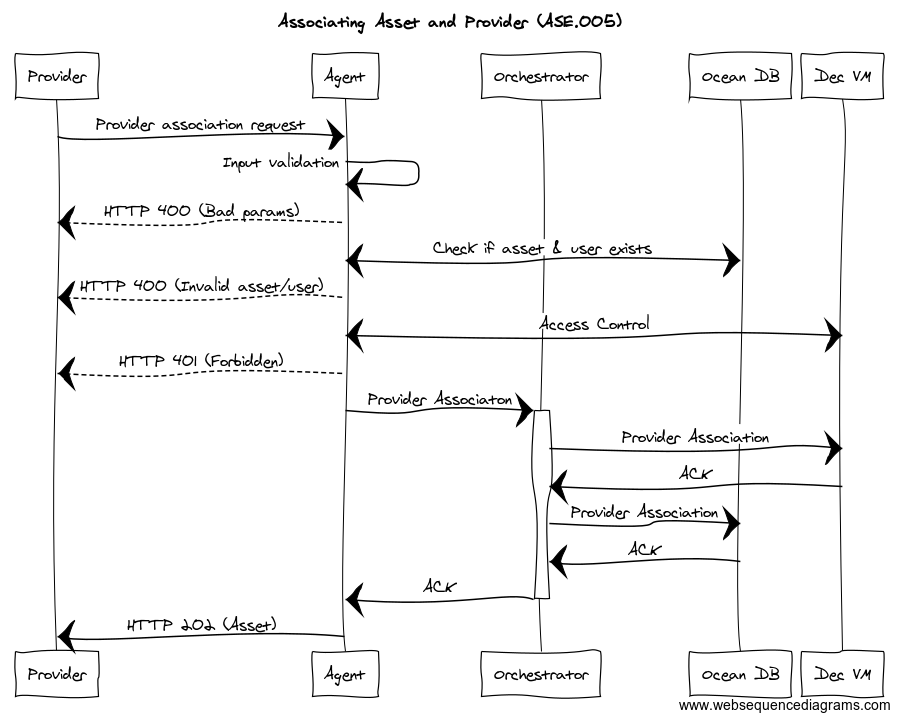 Associating Asset and Provider (ASE.005)
Provider Agent Orchestrator Ocean DB Dec VM
Provider association request
Input validation
HTTP 400 (Bad params)
Check if asset & user exists
HTTP 400 (Invalid asset/user)
Access Control
HTTP 401 (Forbidden)
Provider Associaton
Provider Association
ACK
Provider Association
ACK
ACK
HTTP 202 (Asset)
Provider Agent Orchestrator Ocean DB Dec VM
www.websequencediagrams.com